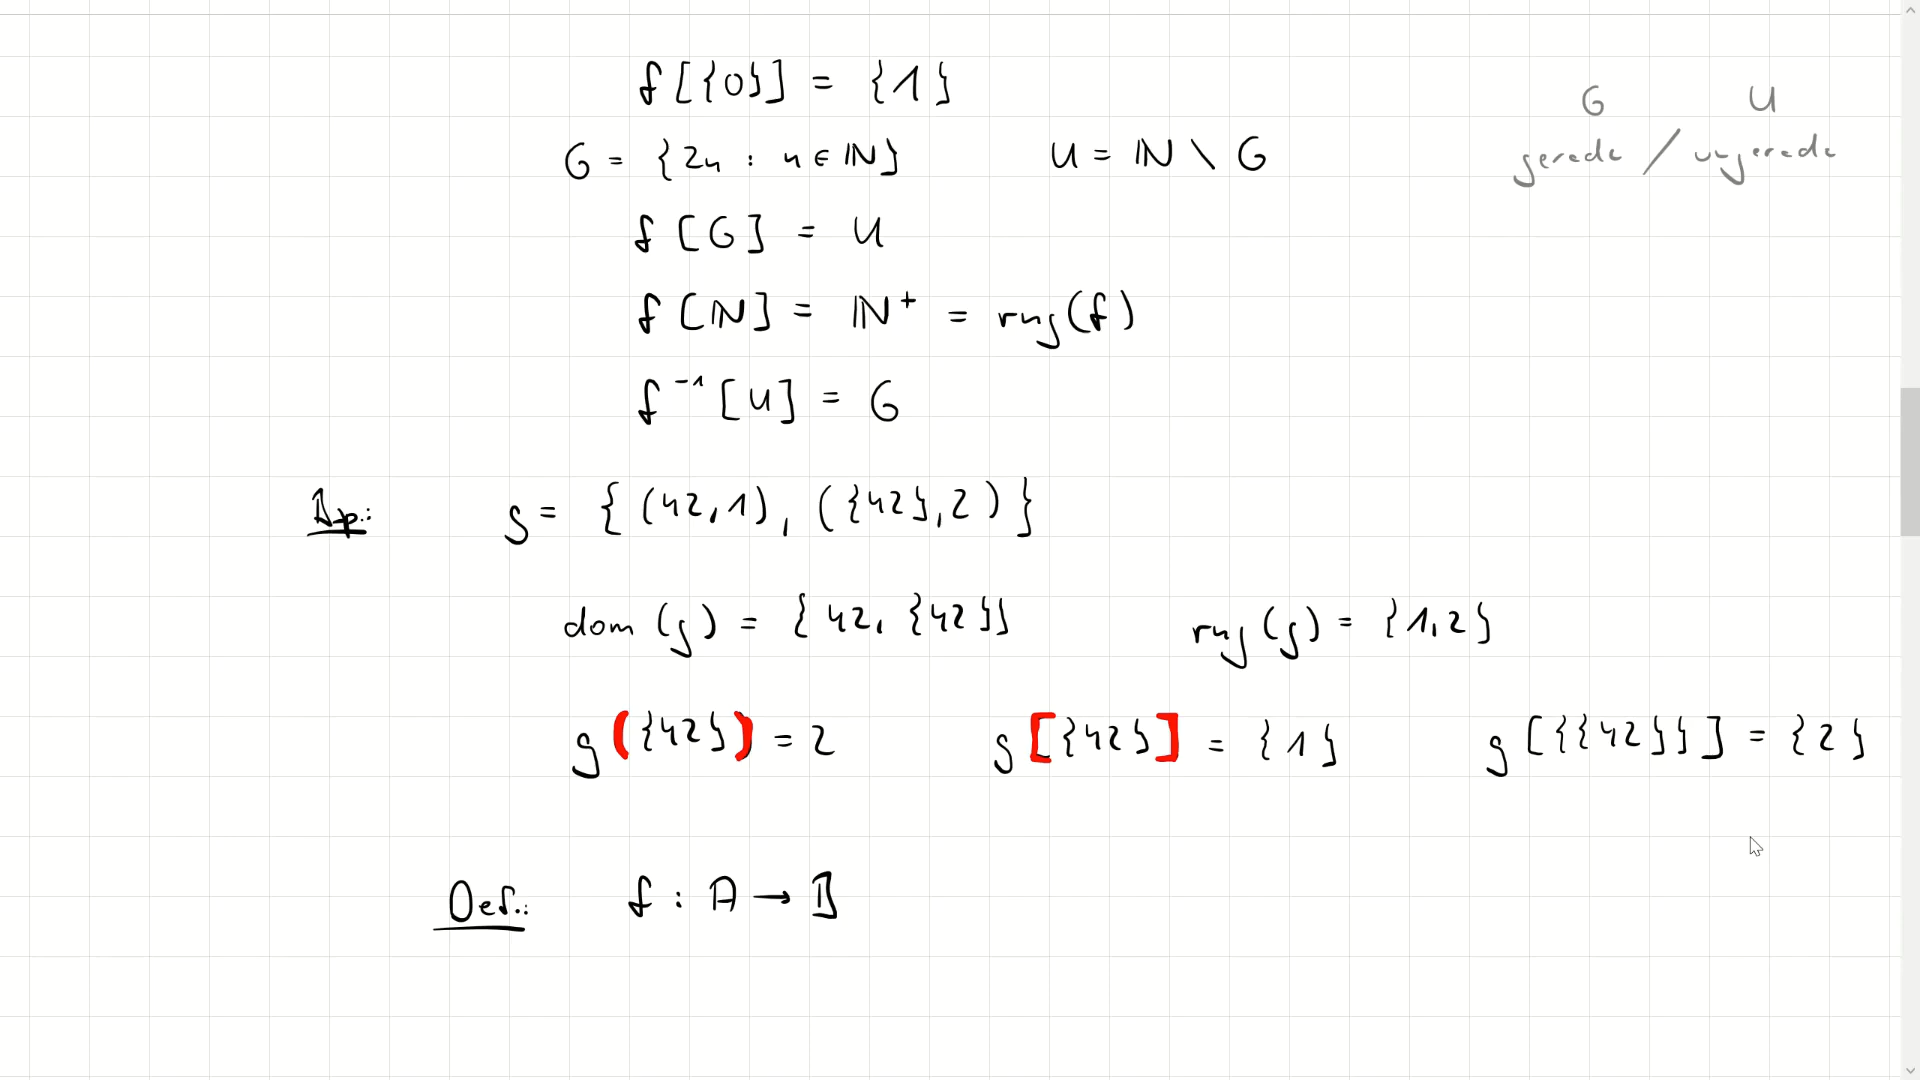 f[{0}] = {1}
G = {2n : n ∈ ℕ}    U = ℕ \ G    G gerade / U ungerade
f[G] = U
f[ℕ] = ℕ⁺ = rng(f)
f⁻¹[U] = G
Bsp.: g = {(42,1), ({42},2)}
dom(g) = {42, {42}}    rng(g) = {1,2}
g({42}) = 2    g[{42}] = {1}    g[{{42}}] = {2}
Def.: f : A → B